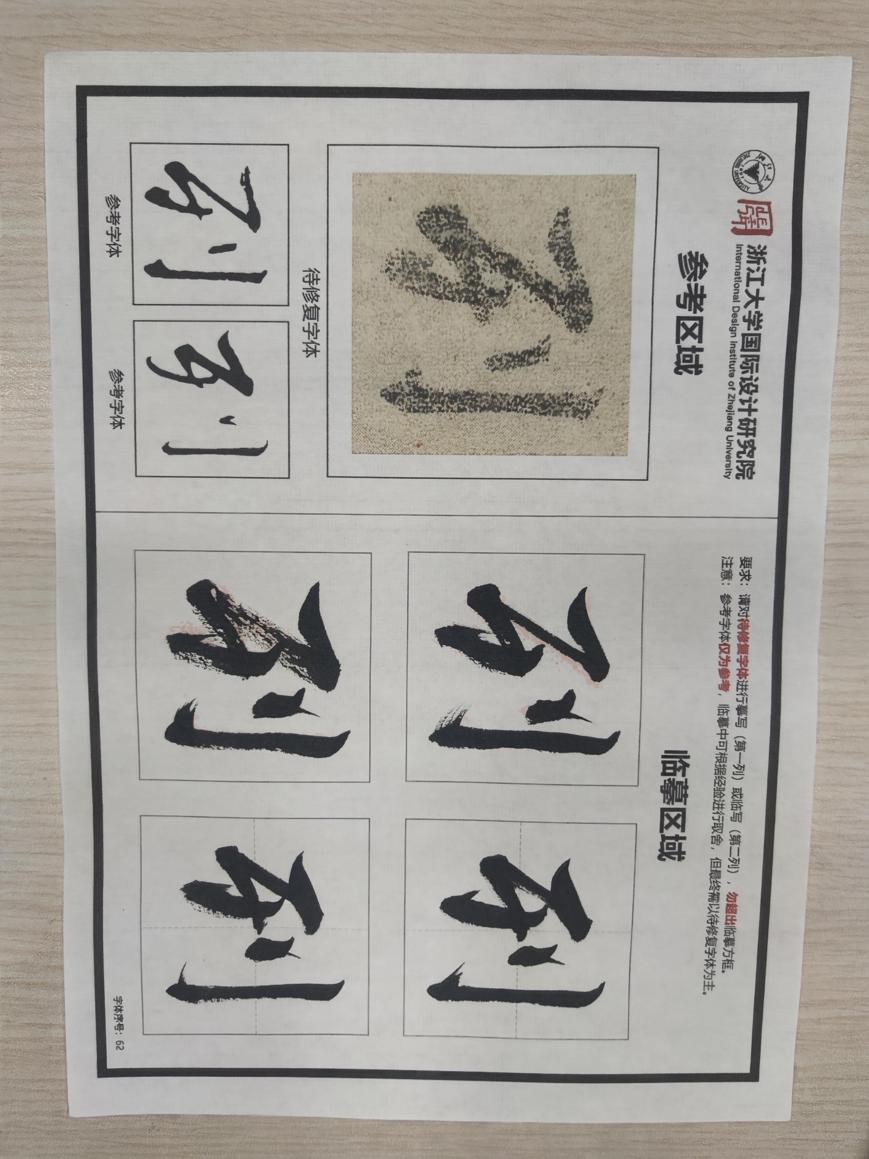 浙江大学国际设计研究院
International Design Institute of Zhejiang University
参考区域
列
待修复字体
列
列
参考字体
参考字体
要求：请对待修复字体进行摹写（第一列）或临写（第二列），勿超出临摹方框。
注意：参考字体仅为参考，临摹中可根据经验进行取舍，但最终需以待修复字体为主。
临摹区域
列
列
列
列
字体序号：62